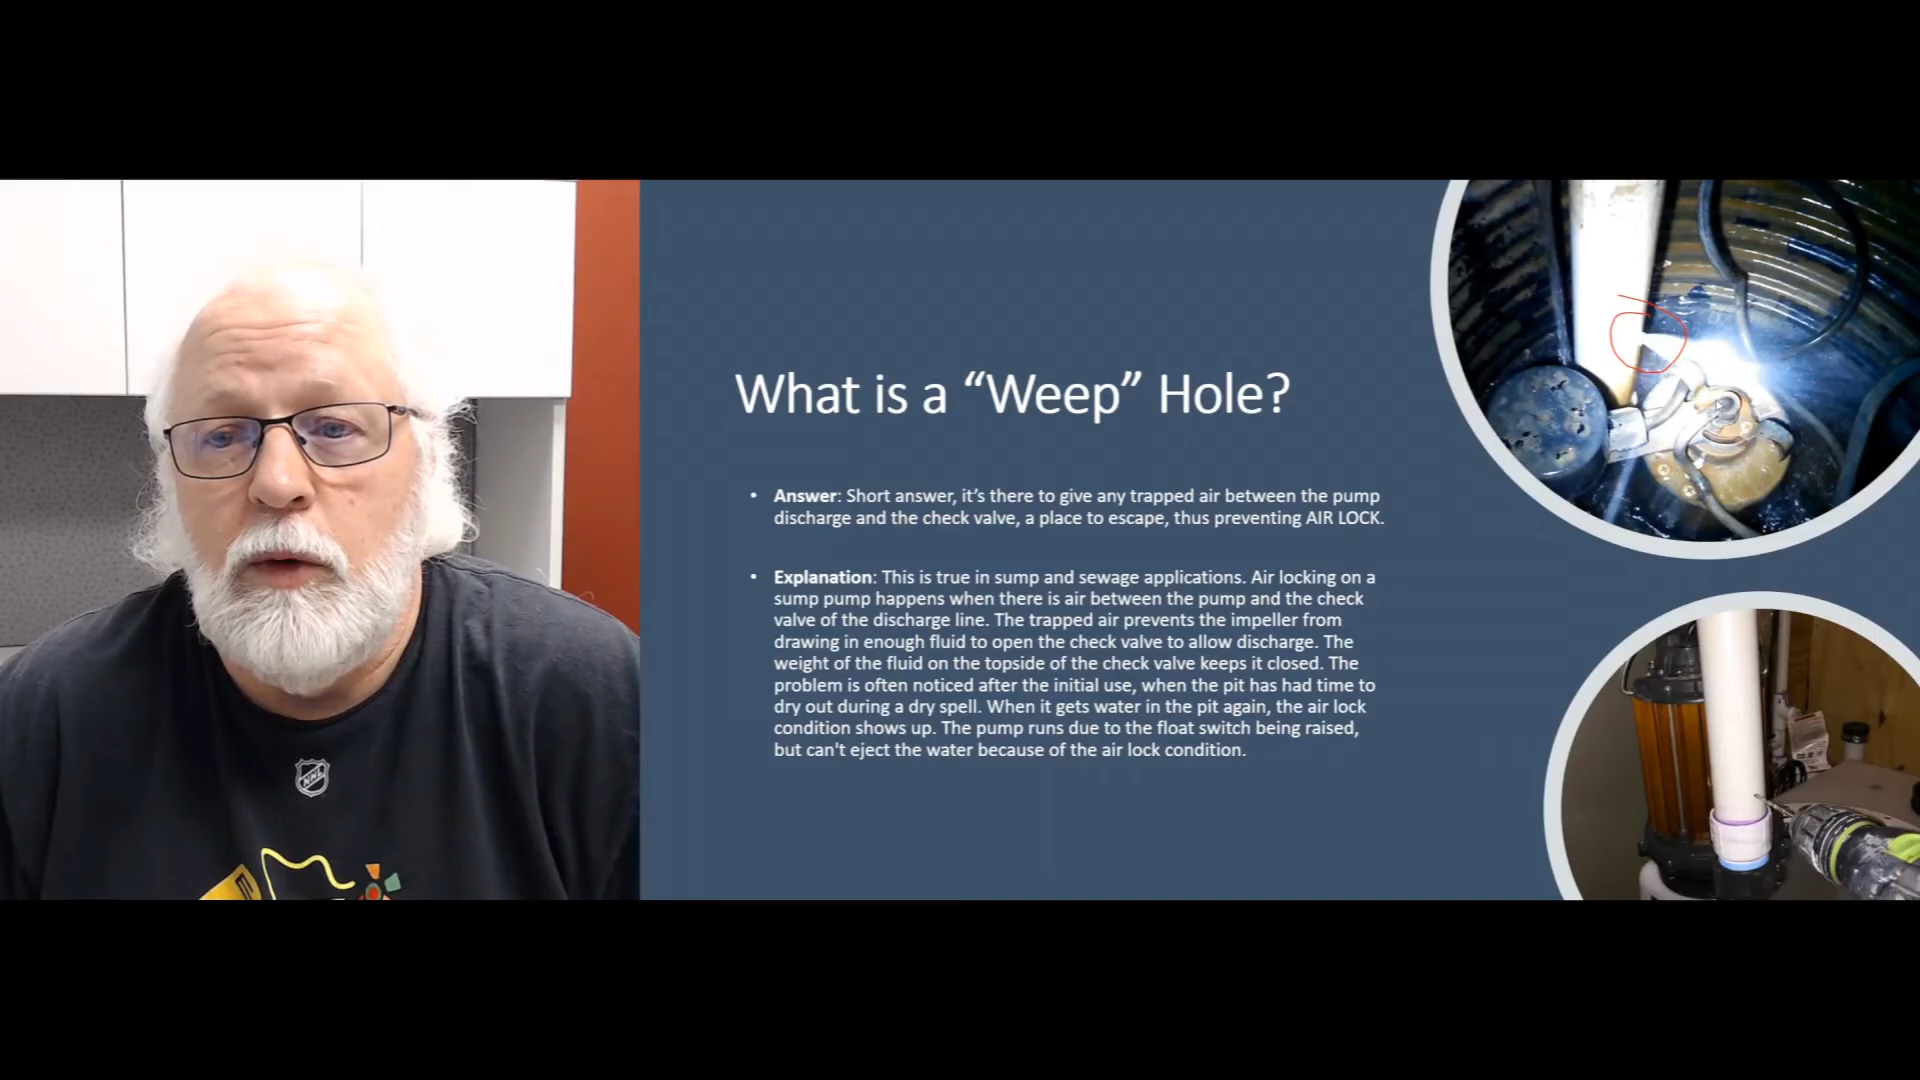 What is a “Weep” Hole?
• Answer: Short answer, it’s there to give any trapped air between the pump
discharge and the check valve, a place to escape, thus preventing AIR LOCK.
• Explanation: This is true in sump and sewage applications. Air locking on a
sump pump happens when there is air between the pump and the check
valve of the discharge line. The trapped air prevents the impeller from
drawing in enough fluid to open the check valve to allow discharge. The
weight of the fluid on the topside of the check valve keeps it closed. The
problem is often noticed after the initial use, when the pit has had time to
dry out during a dry spell. When it gets water in the pit again, the air lock
condition shows up. The pump runs due to the float switch being raised,
but can't eject the water because of the air lock condition.
NHL